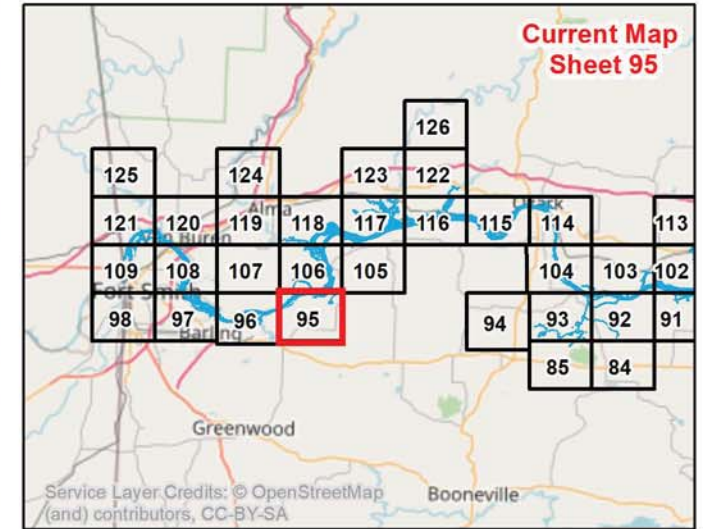 Current Map
Sheet 95
126
125 124 123 122
121 120 119 Alma 118 117 116 115 Ozark 114 113
Van Buren
109 108 107 106 105 104 103 102
Fort Smith
98 97 96 95 94 93 92 91
Barling
85 84
Greenwood
Booneville
Service Layer Credits: © OpenStreetMap
(and) contributors, CC-BY-SA